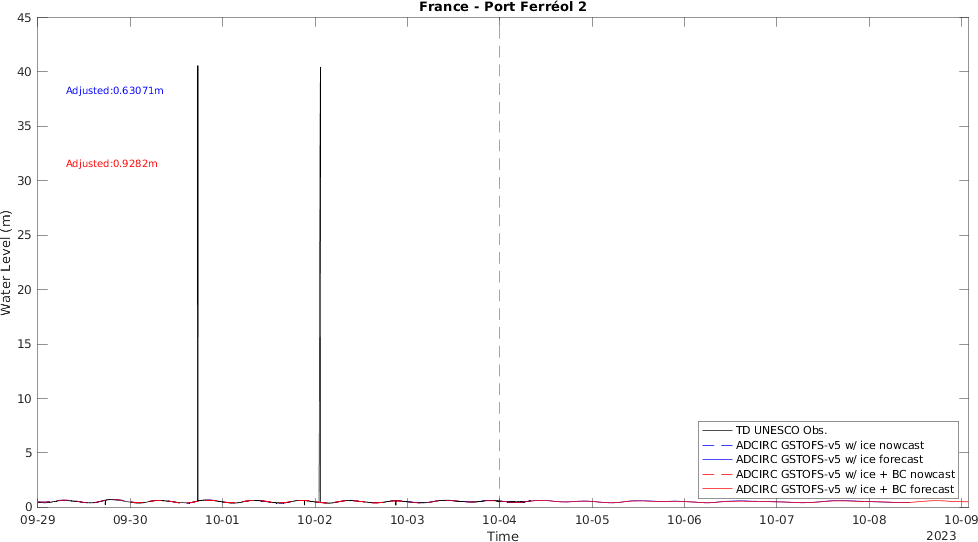 France - Port Ferréol 2
45
40
35
30
25
20
15
10
5
0
Water Level (m)
Adjusted:0.63071m
Adjusted:0.9282m
TD UNESCO Obs.
ADCIRC GSTOFS-v5 w/ ice nowcast
ADCIRC GSTOFS-v5 w/ ice forecast
ADCIRC GSTOFS-v5 w/ ice + BC nowcast
ADCIRC GSTOFS-v5 w/ ice + BC forecast
09-29 09-30 10-01 10-02 10-03 10-04 10-05 10-06 10-07 10-08 10-09
Time
2023